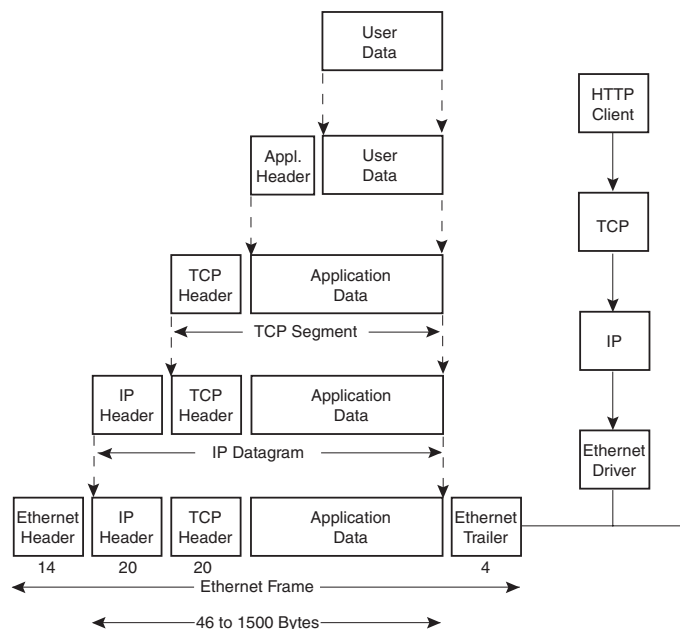 User
Data
HTTP
Client
Appl.
Header
User
Data
TCP
TCP
Header
Application
Data
TCP Segment
IP
IP
Header
TCP
Header
Application
Data
IP Datagram
Ethernet
Driver
Ethernet
Header
IP
Header
TCP
Header
Application
Data
Ethernet
Trailer
14
20
20
4
Ethernet Frame
46 to 1500 Bytes